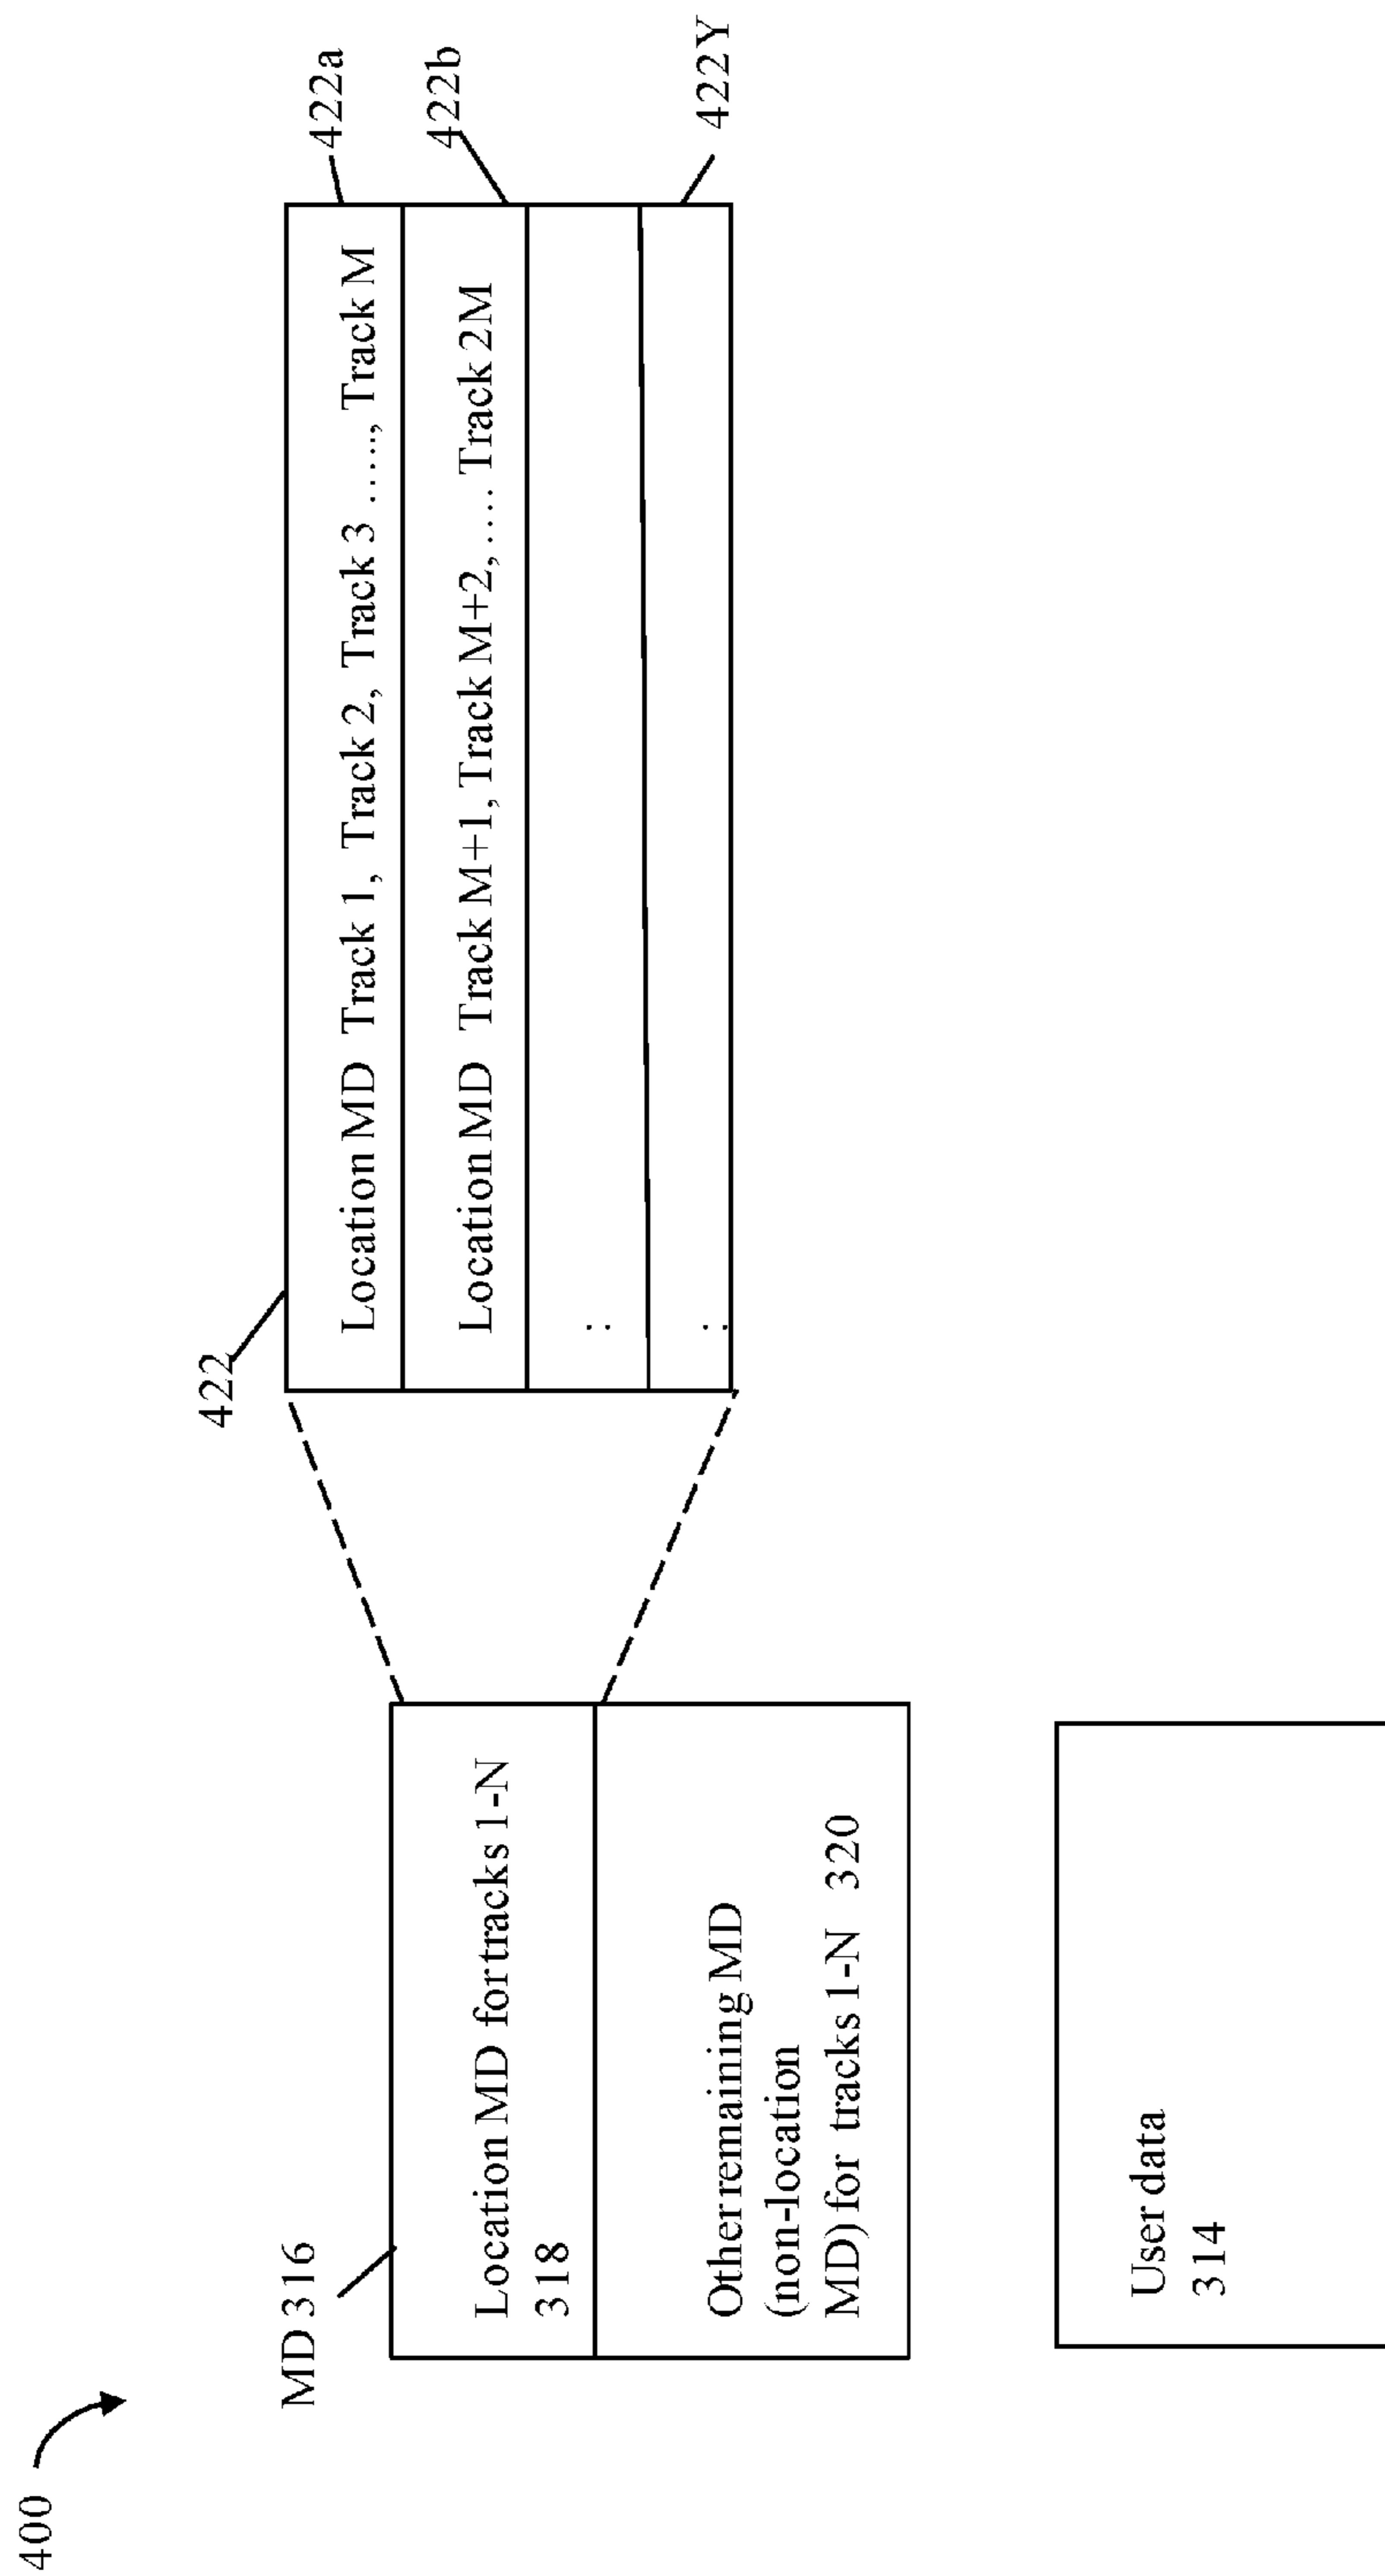 400
MD 316
Location MD for tracks 1-N
318
Other remaining MD
(non-location
MD) for tracks 1-N 320
User data
314
422
Location MD Track 1, Track 2, Track 3 ....., Track M
422a
Location MD Track M+1, Track M+2, .... Track 2M
422b
:
:
422Y